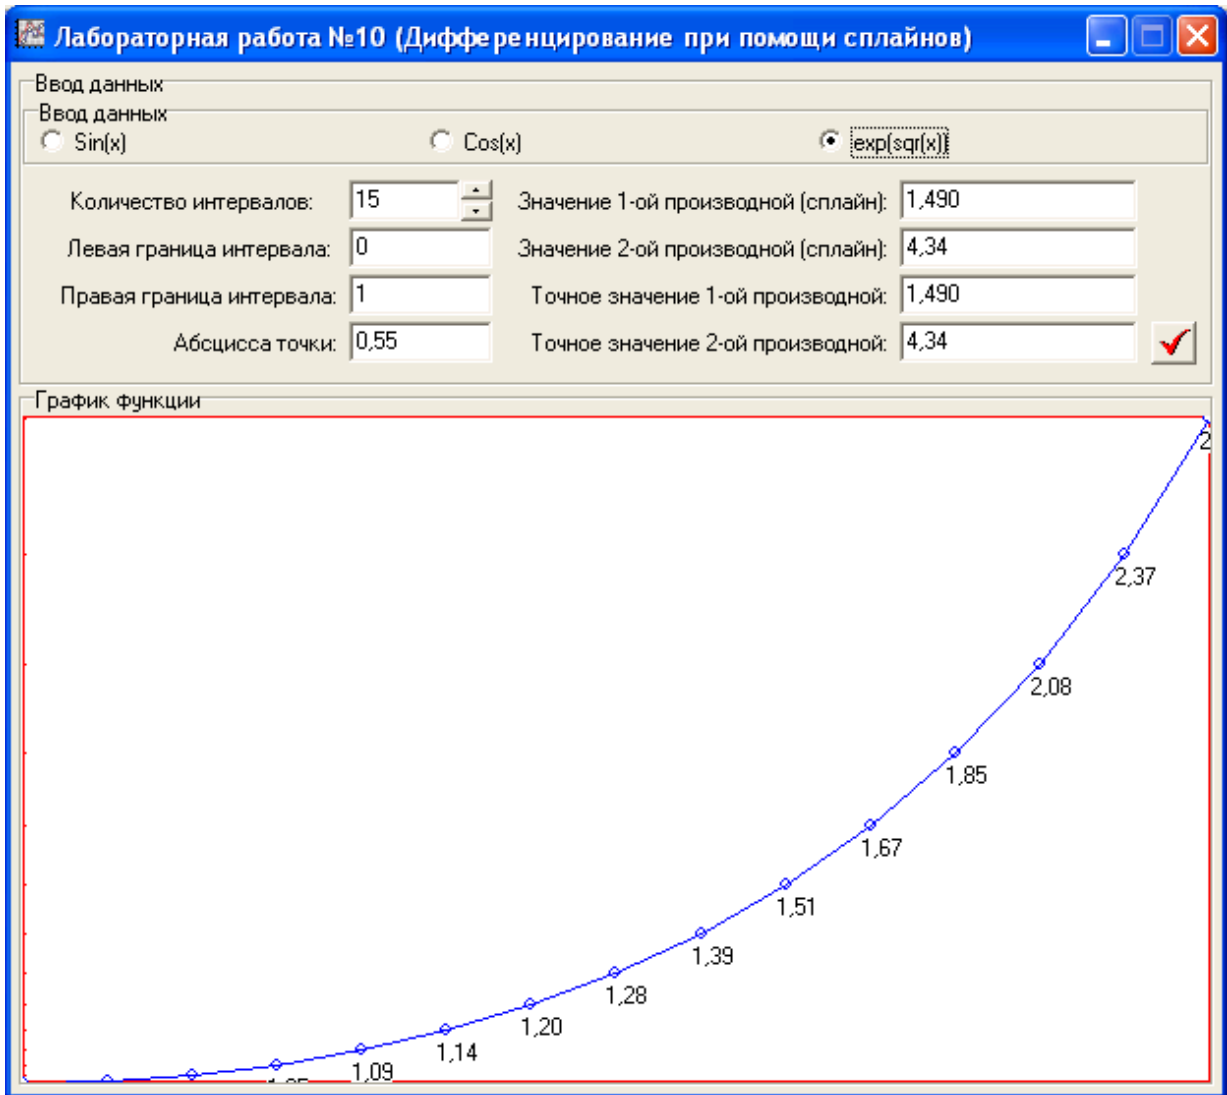 Лабораторная работа №10 (Дифференцирование при помощи сплайнов)
Ввод данных
Ввод данных
Sin(x) Cos(x) exp(sqr(x))
Количество интервалов: 15 Значение 1-ой производной (сплайн): 1,490
Левая граница интервала: 0 Значение 2-ой производной (сплайн): 4,34
Правая граница интервала: 1 Точное значение 1-ой производной: 1,490
Абсцисса точки: 0,55 Точное значение 2-ой производной: 4,34
График функции
2,37
2,08
1,85
1,67
1,51
1,39
1,28
1,20
1,14
1,09